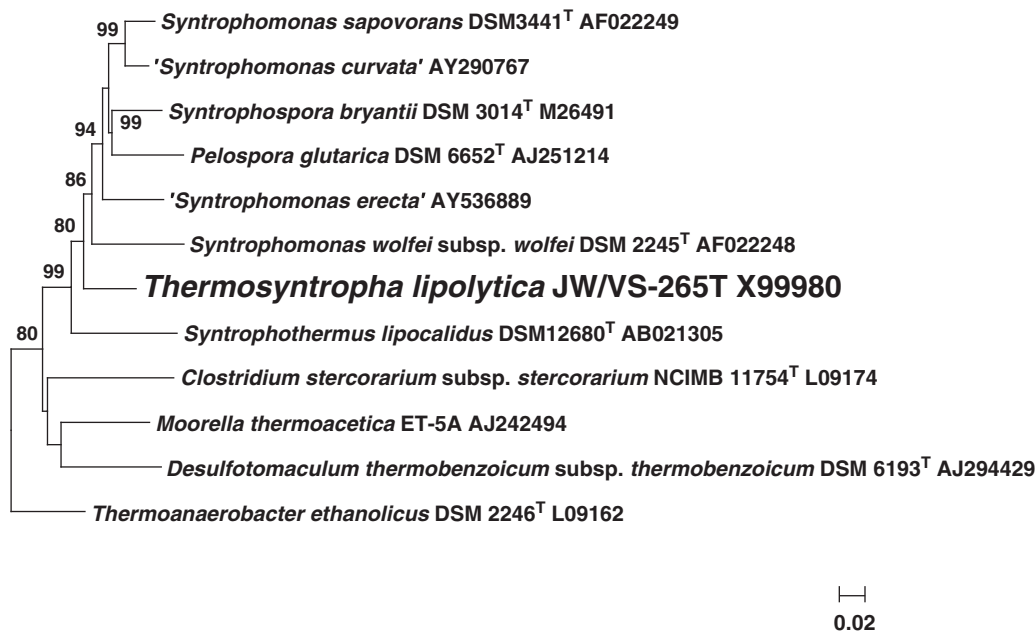 Syntrophomonas sapovorans DSM3441T AF022249
99
'Syntrophomonas curvata' AY290767
Syntrophospora bryantii DSM 3014T M26491
99
94
Pelospora glutarica DSM 6652T AJ251214
86
'Syntrophomonas erecta' AY536889
80
Syntrophomonas wolfei subsp. wolfei DSM 2245T AF022248
99
Thermosyntropha lipolytica JW/VS-265T X99980
80
Syntrophothermus lipocalidus DSM12680T AB021305
Clostridium stercorarium subsp. stercorarium NCIMB 11754T L09174
Moorella thermoacetica ET-5A AJ242494
Desulfotomaculum thermobenzoicum subsp. thermobenzoicum DSM 6193T AJ294429
Thermoanaerobacter ethanolicus DSM 2246T L09162
0.02